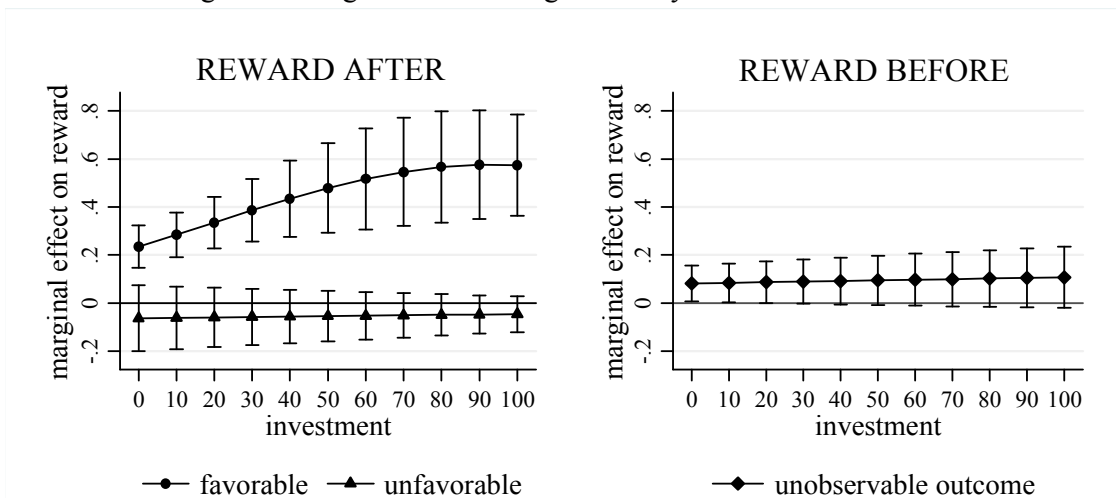 REWARD AFTER
marginal effect on reward
.8
.6
.4
.2
0
-.2
0 10 20 30 40 50 60 70 80 90 100
investment
favorable unfavorable
REWARD BEFORE
marginal effect on reward
.8
.6
.4
.2
0
-.2
0 10 20 30 40 50 60 70 80 90 100
investment
unobservable outcome